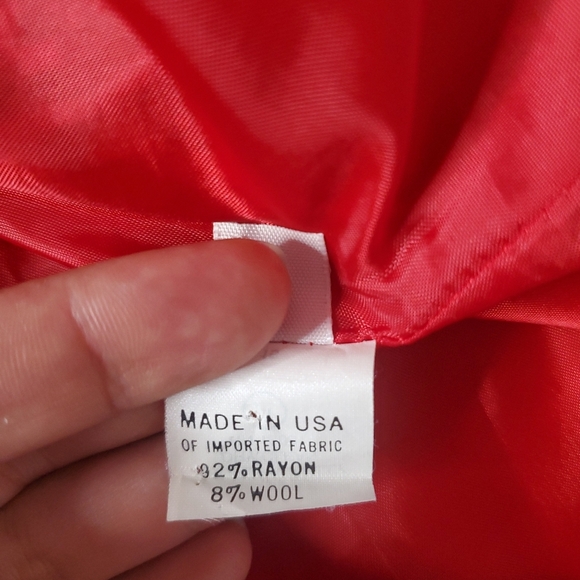 MADE IN USA
OF IMPORTED FABRIC
92% RAYON
8% WOOL